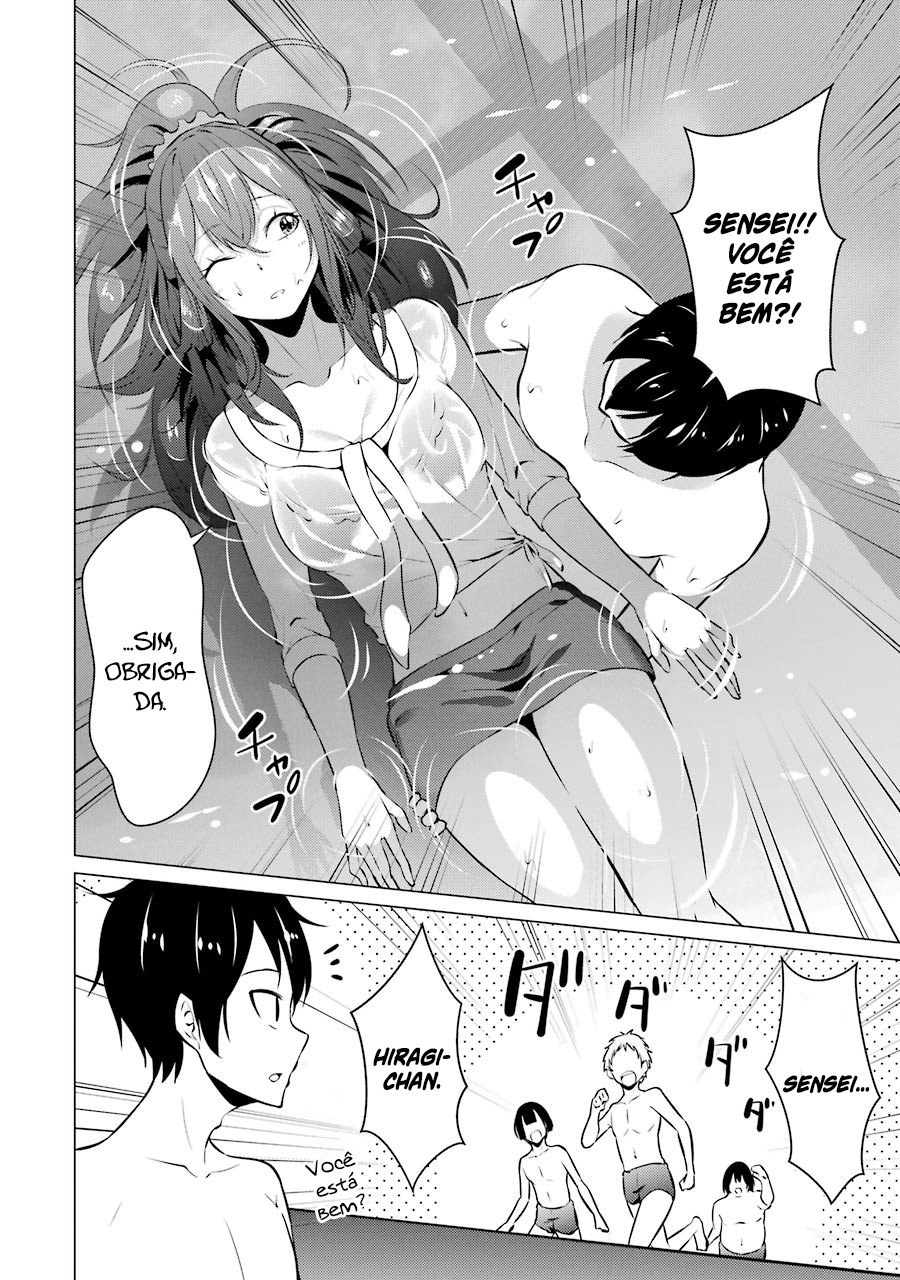 SENSEI!!
VOCÊ
ESTÁ
BEM?!
チャプ
...SIM,
OBRIGA-
DA.
チャプ
SENSEI...
ダ
ダ
ダ
HIRAGI-
CHAN.
Você
está
bem?